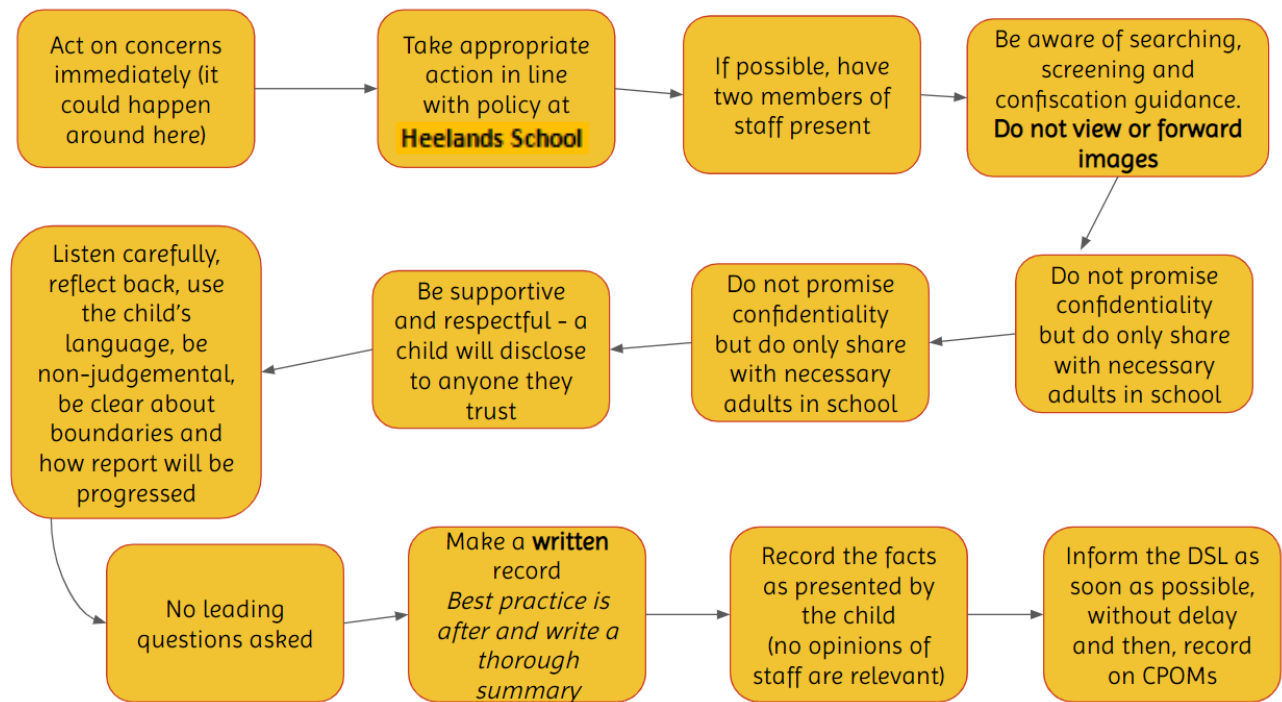 Act on concerns
immediately (it
could happen
around here)
Take appropriate
action in line
with policy at
Heelands School
If possible, have
two members of
staff present
Be aware of searching,
screening and
confiscation guidance.
Do not view or forward
images
Do not promise
confidentiality
but do only share
with necessary
adults in school
Do not promise
confidentiality
but do only share
with necessary
adults in school
Be supportive
and respectful - a
child will disclose
to anyone they
trust
Listen carefully,
reflect back, use
the child's
language, be
non-judgemental,
be clear about
boundaries and
how report will be
progressed
No leading
questions asked
Make a written
record
Best practice is
after and write a
thorough
summary
Record the facts
as presented by
the child
(no opinions of
staff are relevant)
Inform the DSL as
soon as possible,
without delay
and then, record
on CPOMs